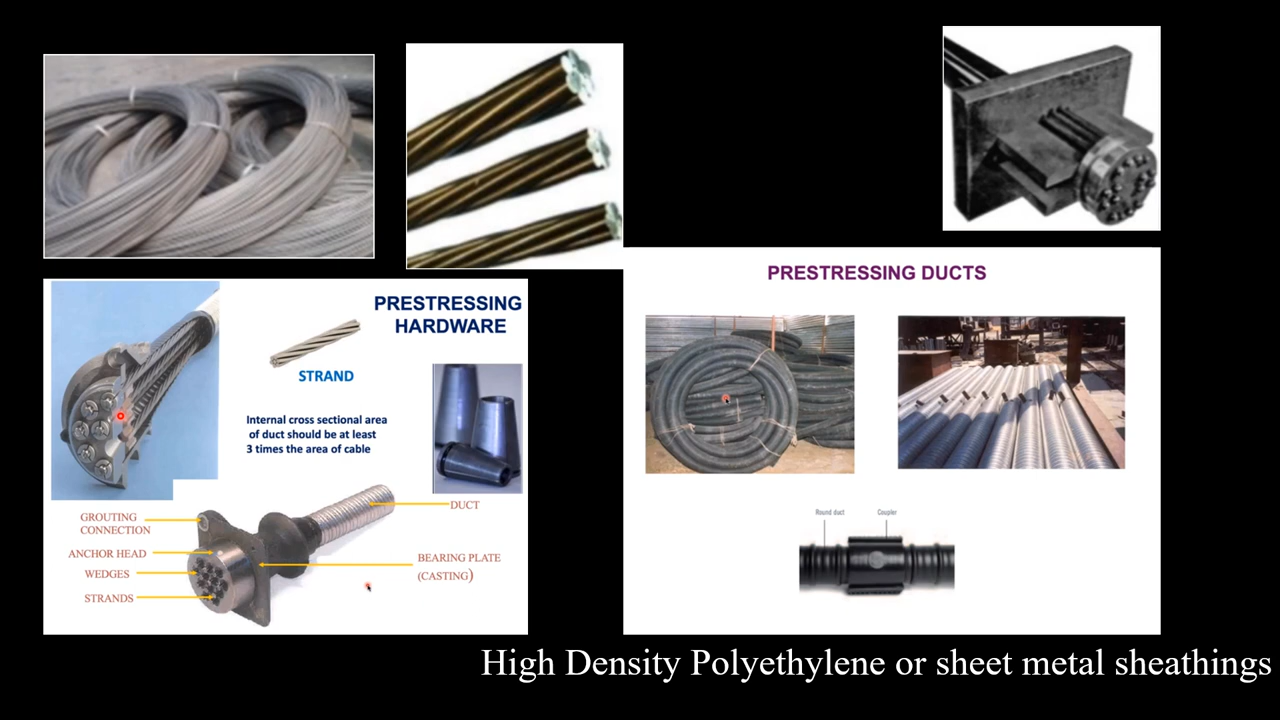 PRESTRESSING
HARDWARE
STRAND
Internal cross sectional area
of duct should be at least
3 times the area of cable
DUCT
GROUTING
CONNECTION
ANCHOR HEAD
WEDGES
STRANDS
BEARING PLATE
(CASTING)
PRESTRESSING DUCTS
Round duct
Coupler
High Density Polyethylene or sheet metal sheathings